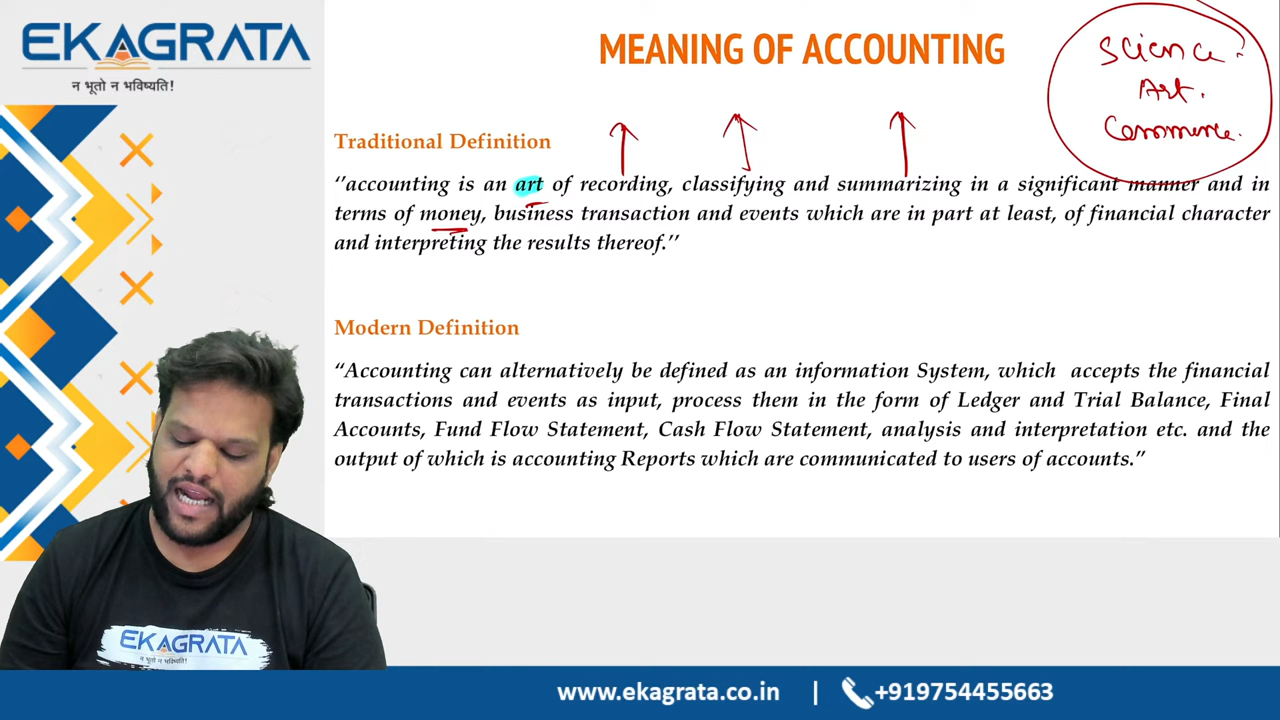 EKAGRATA
न भूतो न भविष्यति!
MEANING OF ACCOUNTING
Science?
Art.
Commerce.
Traditional Definition
‘’accounting is an art of recording, classifying and summarizing in a significant manner and in
terms of money, business transaction and events which are in part at least, of financial character
and interpreting the results thereof.’’
Modern Definition
“Accounting can alternatively be defined as an information System, which accepts the financial
transactions and events as input, process them in the form of Ledger and Trial Balance, Final
Accounts, Fund Flow Statement, Cash Flow Statement, analysis and interpretation etc. and the
output of which is accounting Reports which are communicated to users of accounts.”
EKAGRATA
न भूतो न भविष्यति!
www.ekagrata.co.in | +919754455663